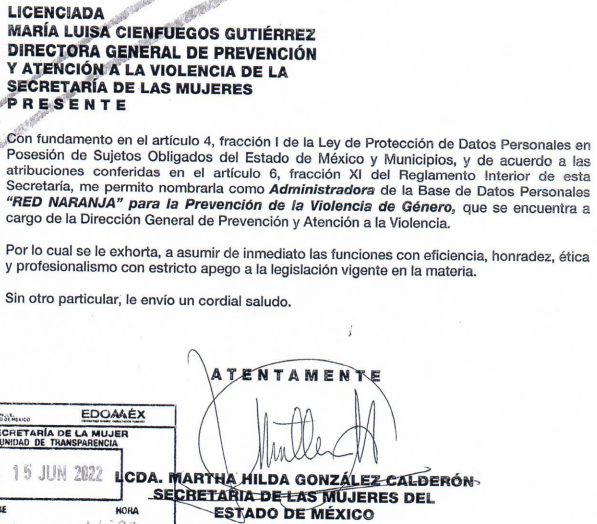 LICENCIADA
MARÍA LUISA CIENFUEGOS GUTIÉRREZ
DIRECTORA GENERAL DE PREVENCIÓN
Y ATENCIÓN A LA VIOLENCIA DE LA
SECRETARÍA DE LAS MUJERES
P R E S E N T E
Con fundamento en el artículo 4, fracción I de la Ley de Protección de Datos Personales en
Posesión de Sujetos Obligados del Estado de México y Municipios, y de acuerdo a las
atribuciones conferidas en el artículo 6, fracción XI del Reglamento Interior de esta
Secretaría, me permito nombrarla como Administradora de la Base de Datos Personales
"RED NARANJA" para la Prevención de la Violencia de Género, que se encuentra a
cargo de la Dirección General de Prevención y Atención a la Violencia.
Por lo cual se le exhorta, a asumir de inmediato las funciones con eficiencia, honradez, ética
y profesionalismo con estricto apego a la legislación vigente en la materia.
Sin otro particular, le envío un cordial saludo.
A T E N T A M E N T E
EDOMÉX
CRETARÍA DE LA MUJER
UNIDAD DE TRANSPARENCIA
15 JUN 2022
HORA
LCDA. MARTHA HILDA GONZÁLEZ CALDERÓN
SECRETARIA DE LAS MUJERES DEL
ESTADO DE MÉXICO